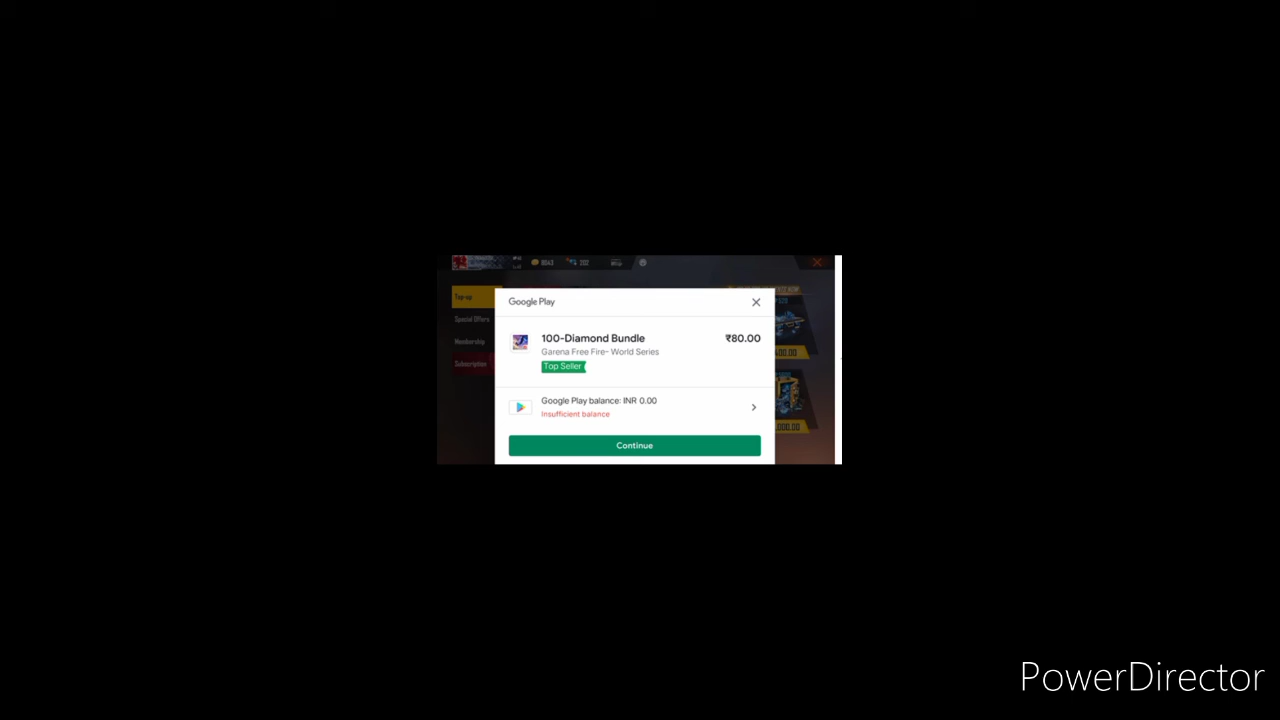 Top-up
Special Offers
Membership
Subscription
Google Play
100-Diamond Bundle
₹80.00
Garena Free Fire- World Series
Top Seller
Google Play balance: INR 0.00
Insufficient balance
Continue
PowerDirector